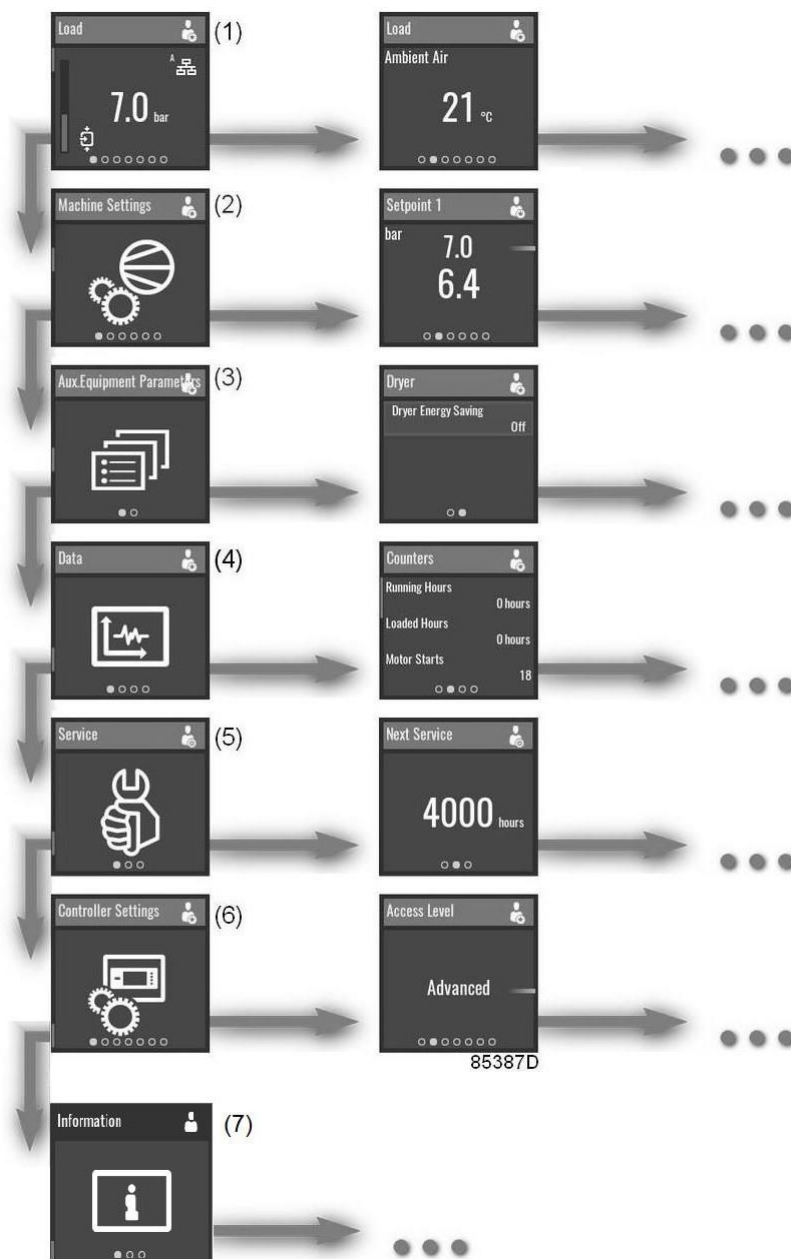 Load
(1)
A
7.0 bar
Load
Ambient Air
21 °C
Machine Settings
(2)
Setpoint 1
bar
7.0
6.4
Aux.Equipment Parameters
(3)
Dryer
Dryer Energy Saving
Off
Data
(4)
Counters
Running Hours
0 hours
Loaded Hours
0 hours
Motor Starts
18
Service
(5)
Next Service
4000 hours
Controller Settings
(6)
Access Level
Advanced
85387D
Information
(7)